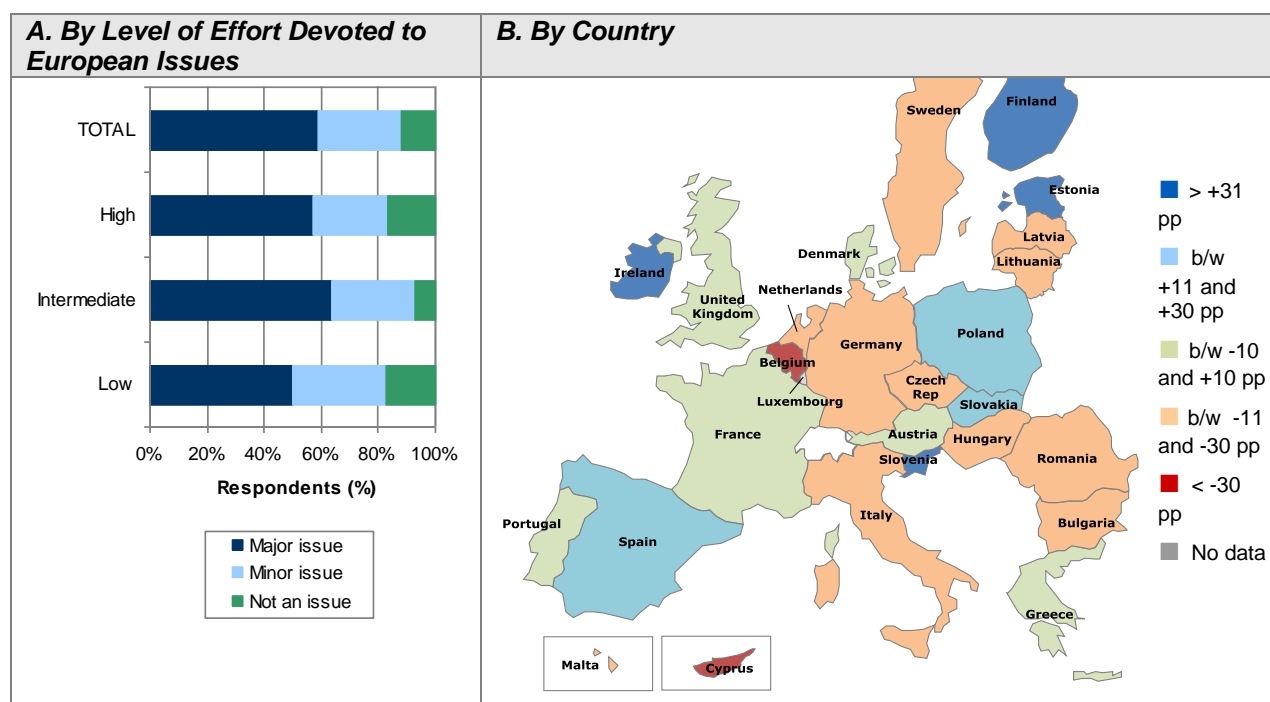 A. By Level of Effort Devoted to
European Issues
B. By Country
TOTAL
High
Intermediate
Low
0% 20% 40% 60% 80% 100%
Respondents (%)
Major issue
Minor issue
Not an issue
Finland
Sweden
Estonia
Latvia
Lithuania
Denmark
Ireland
Netherlands
United
Kingdom
Poland
Germany
Belgium
Czech
Rep
Luxembourg
Slovakia
France
Austria
Hungary
Slovenia
Romania
Italy
Bulgaria
Portugal
Spain
Greece
Malta
Cyprus
> +31
pp
b/w
+11 and
+30 pp
b/w -10
and +10 pp
b/w -11
and -30 pp
< -30
pp
No data